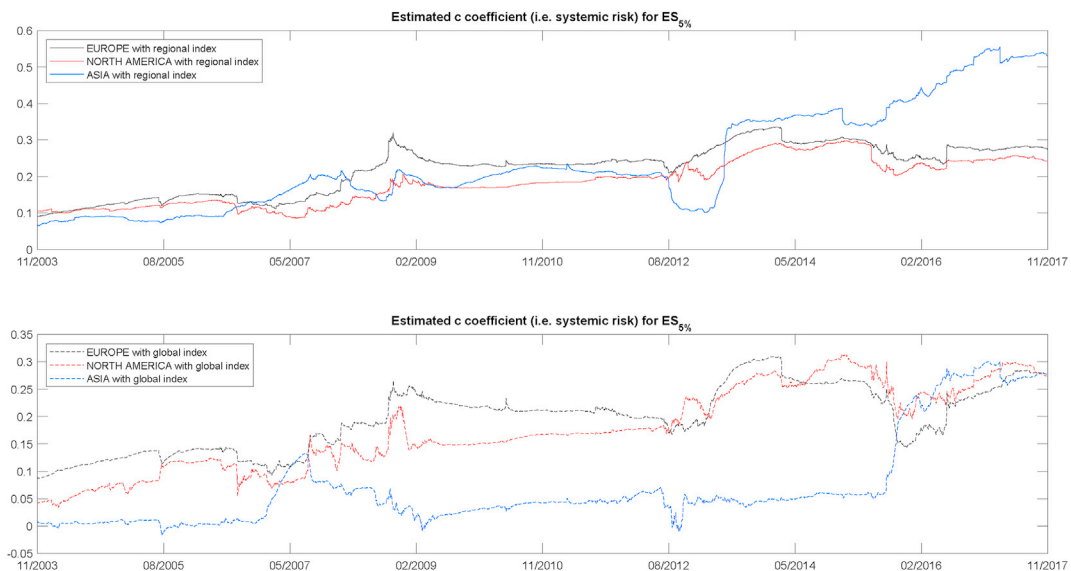 Estimated c coefficient (i.e. systemic risk) for ES5%
0.6
0.5
0.4
0.3
0.2
0.1
0
EUROPE with regional index
NORTH AMERICA with regional index
ASIA with regional index
11/2003 08/2005 05/2007 02/2009 11/2010 08/2012 05/2014 02/2016 11/2017
Estimated c coefficient (i.e. systemic risk) for ES5%
0.35
0.3
0.25
0.2
0.15
0.1
0.05
0
-0.05
EUROPE with global index
NORTH AMERICA with global index
ASIA with global index
11/2003 08/2005 05/2007 02/2009 11/2010 08/2012 05/2014 02/2016 11/2017